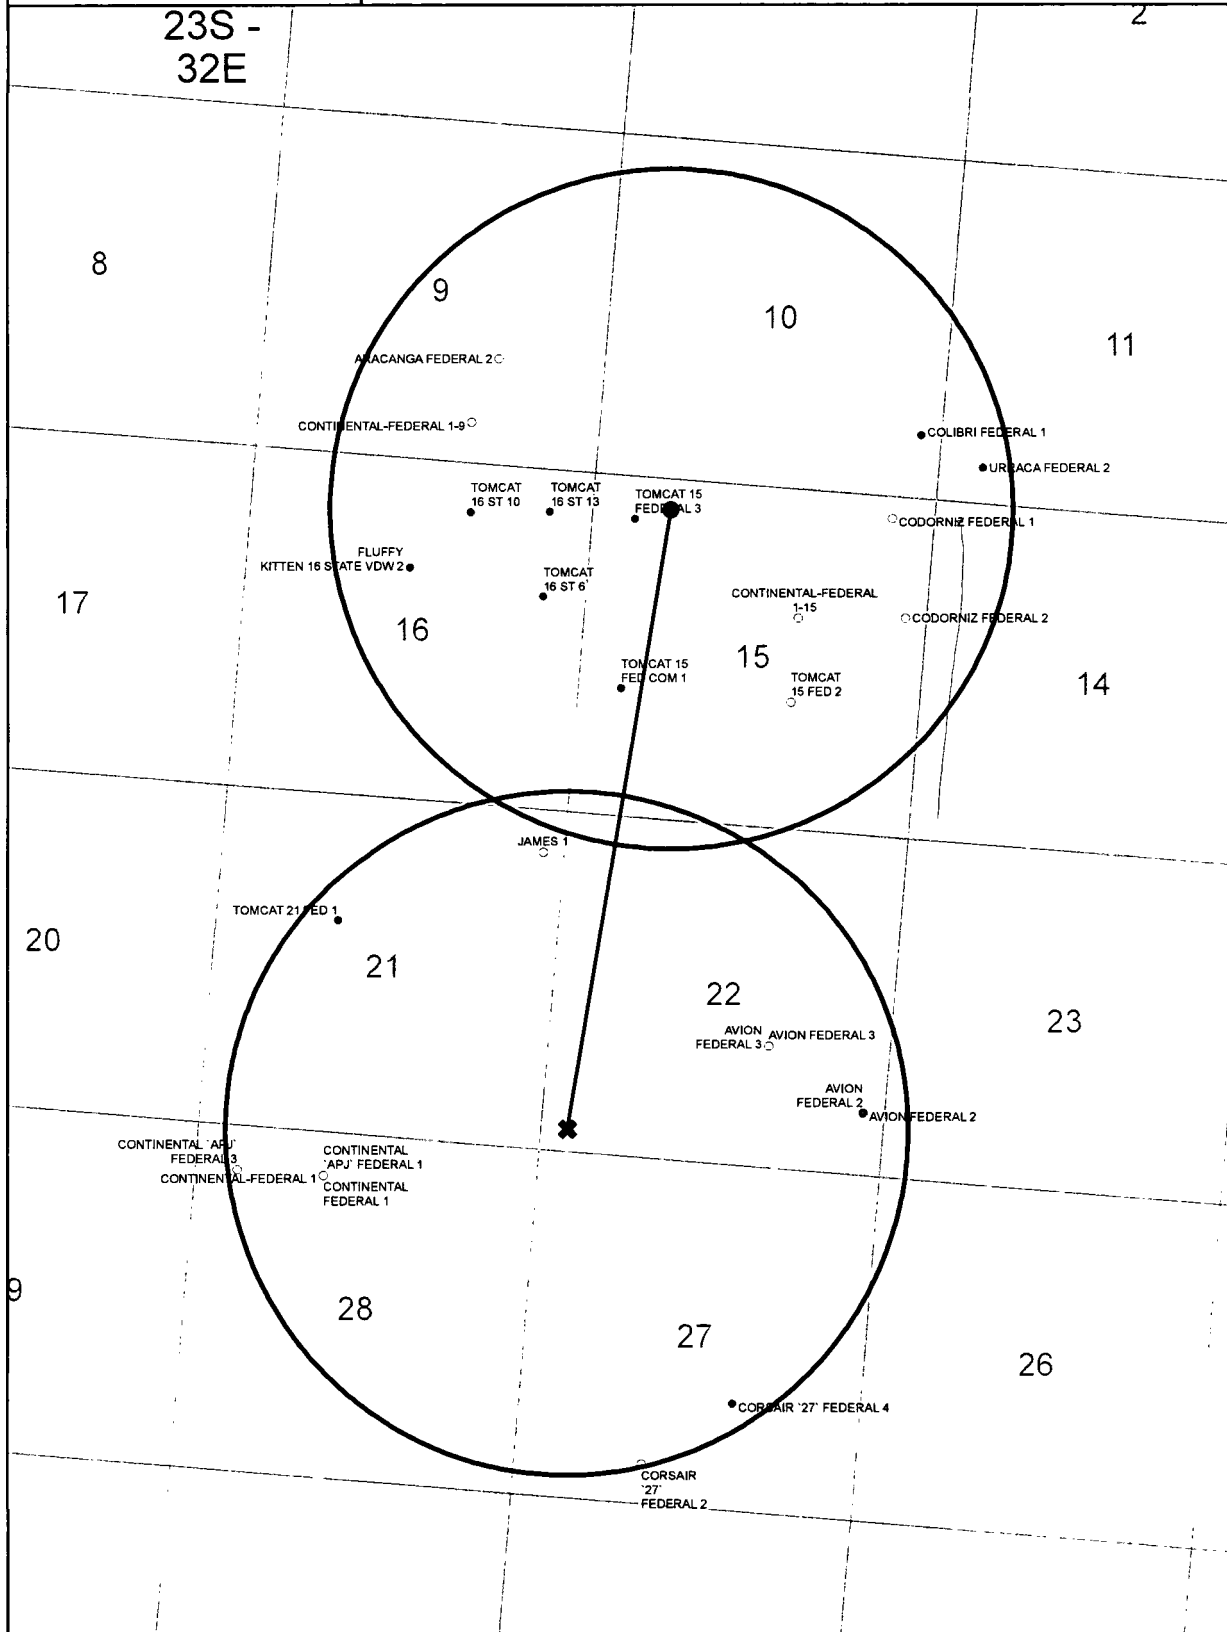 23S -
32E
2
8
9
10
11
ARACANGA FEDERAL 2
CONTINENTAL-FEDERAL 1-9
COLIBRI FEDERAL 1
URRACA FEDERAL 2
TOMCAT
16 ST 10
TOMCAT
16 ST 13
TOMCAT 15
FEDERAL 3
CODORNIZ FEDERAL 1
FLUFFY
KITTEN 16 STATE VDW 2
TOMCAT
16 ST 6
CONTINENTAL-FEDERAL
1-15
CODORNIZ FEDERAL 2
17
16
15
14
TOMCAT 15
FED COM 1
TOMCAT
15 FED 2
JAMES 1
TOMCAT 21 FED 1
20
21
22
23
AVION
FEDERAL 3
AVION FEDERAL 3
AVION
FEDERAL 2
AVION FEDERAL 2
CONTINENTAL `APJ`
FEDERAL 3
CONTINENTAL-FEDERAL 1
CONTINENTAL
`APJ` FEDERAL 1
CONTINENTAL
FEDERAL 1
9
28
27
26
CORSAIR `27` FEDERAL 4
CORSAIR
`27`
FEDERAL 2